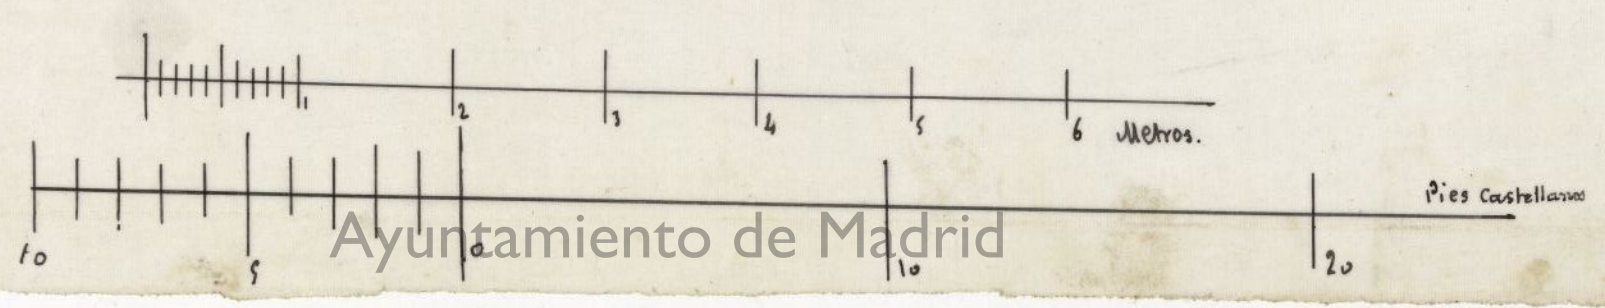 1 2 3 4 5 6 Metros.
Pies Castellanos
10 5 0 10 20
Ayuntamiento de Madrid